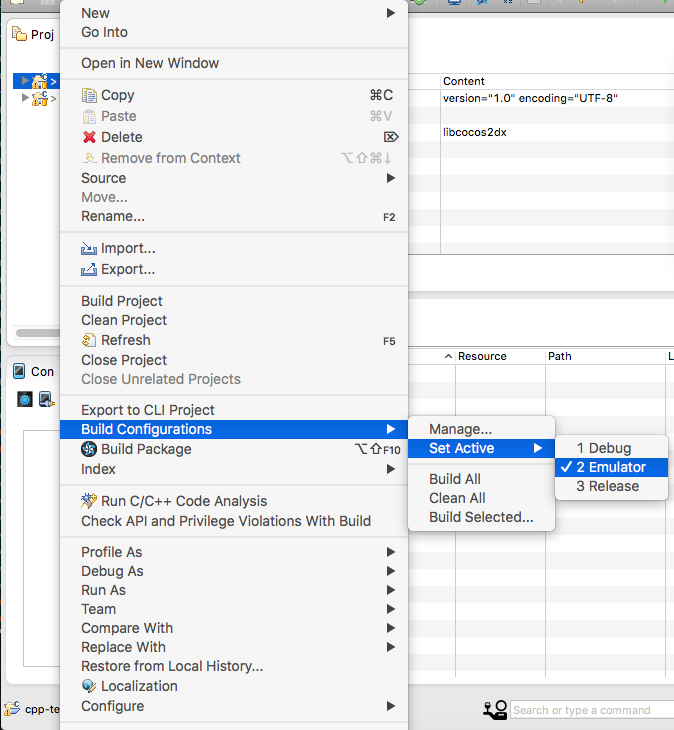 New
Go Into
Open in New Window
Copy ⌘C
Paste ⌘V
Delete ⌦
Remove from Context ⌥⇧⌘↓
Source
Move...
Rename... F2
Import...
Export...
Build Project
Clean Project
Refresh F5
Close Project
Close Unrelated Projects
Export to CLI Project
Build Configurations
Build Package ⌥⇧F10
Index
Run C/C++ Code Analysis
Check API and Privilege Violations With Build
Profile As
Debug As
Run As
Team
Compare With
Replace With
Restore from Local History...
Localization
Configure
Manage...
Set Active
Build All
Clean All
Build Selected...
1 Debug
✓ 2 Emulator
3 Release
Proj
>
>
Content
version="1.0" encoding="UTF-8"
libcocos2dx
Resource Path L
Con
cpp-te
Search or type a command